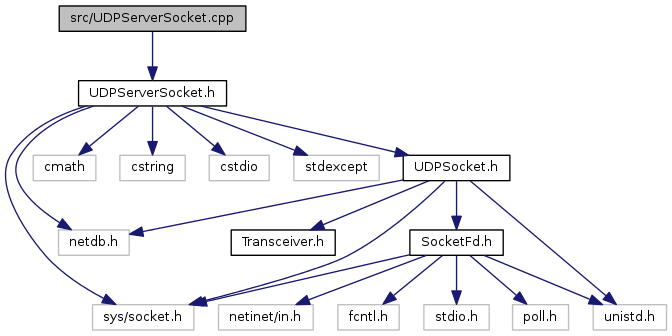 src/UDPServerSocket.cpp
UDPServerSocket.h
cmath
cstring
cstdio
stdexcept
UDPSocket.h
netdb.h
Transceiver.h
SocketFd.h
sys/socket.h
netinet/in.h
fcntl.h
stdio.h
poll.h
unistd.h